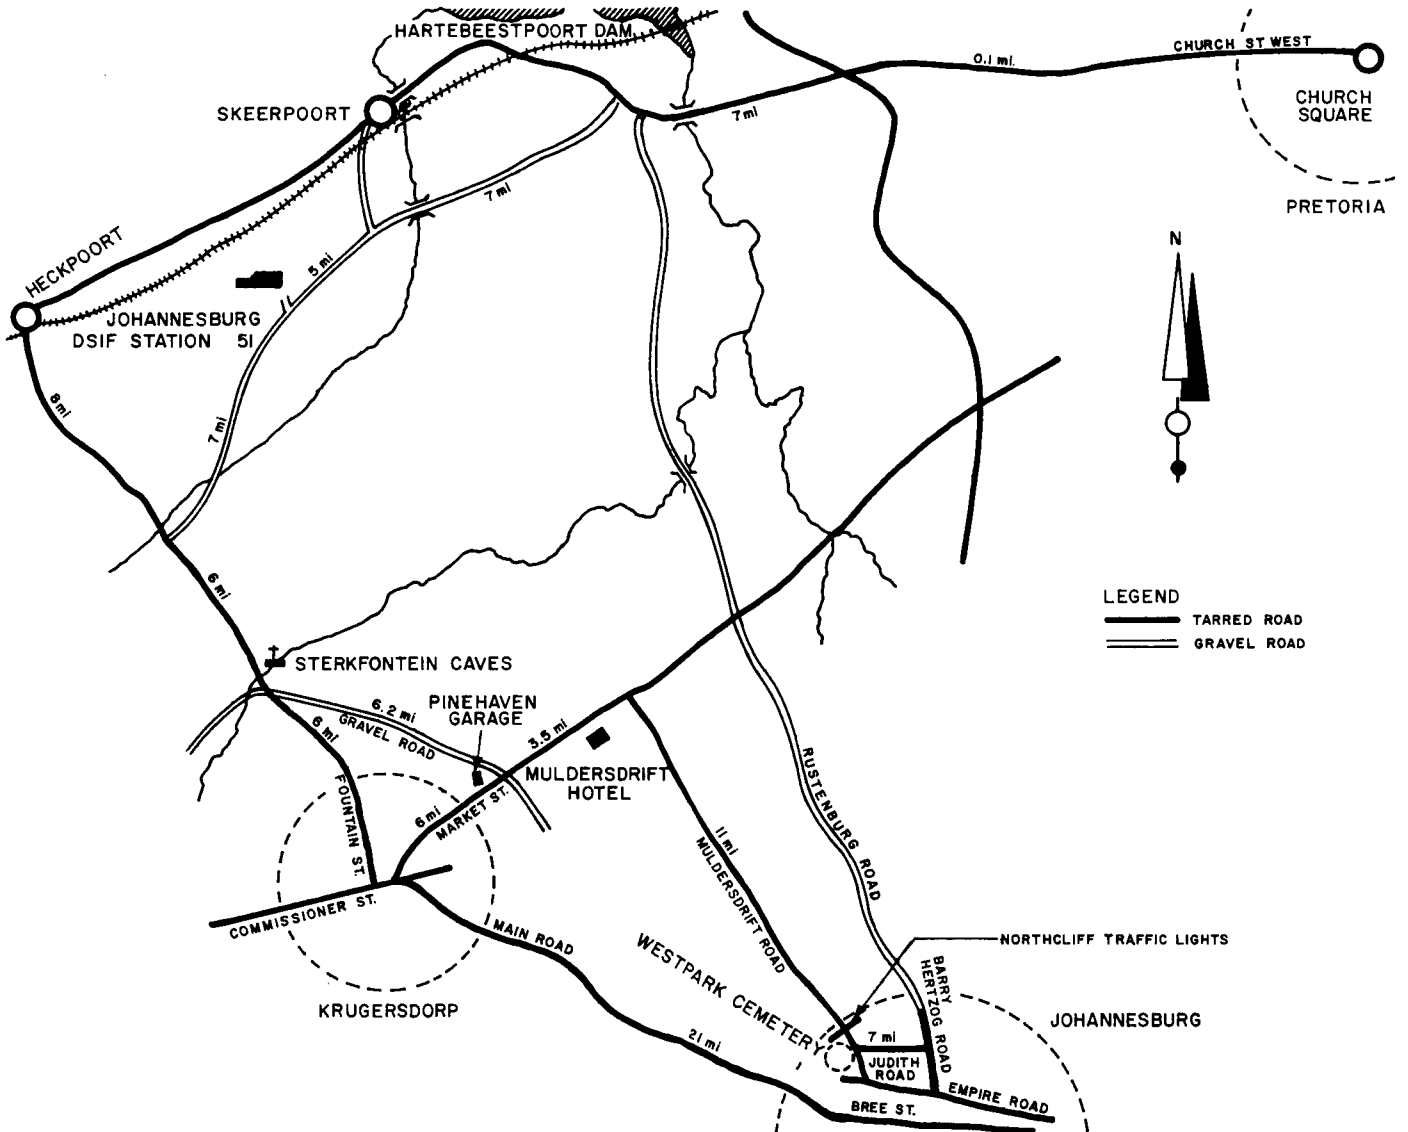 HARTEBEESTPOORT DAM
CHURCH ST WEST
0.1 mi.
SKEERPOORT
7 mi
CHURCH
SQUARE
PRETORIA
7 mi
N
HECKPOORT
5 mi
JOHANNESBURG
DSIF STATION 51
8 mi
7 mi
6 mi
LEGEND
TARRED ROAD
GRAVEL ROAD
STERKFONTEIN CAVES
6.2 mi
GRAVEL ROAD
PINEHAVEN
GARAGE
6 mi
3.5 mi
MULDERSDRIFT
HOTEL
FOUNTAIN ST.
6 mi
MARKET ST.
RUSTENBURG ROAD
11 mi
MULDERSDRIFT ROAD
COMMISSIONER ST.
MAIN ROAD
WESTPARK CEMETERY
NORTHCLIFF TRAFFIC LIGHTS
BARRY
HERTZOG ROAD
KRUGERSDORP
JOHANNESBURG
21 mi
7 mi
JUDITH
ROAD
EMPIRE ROAD
BREE ST.